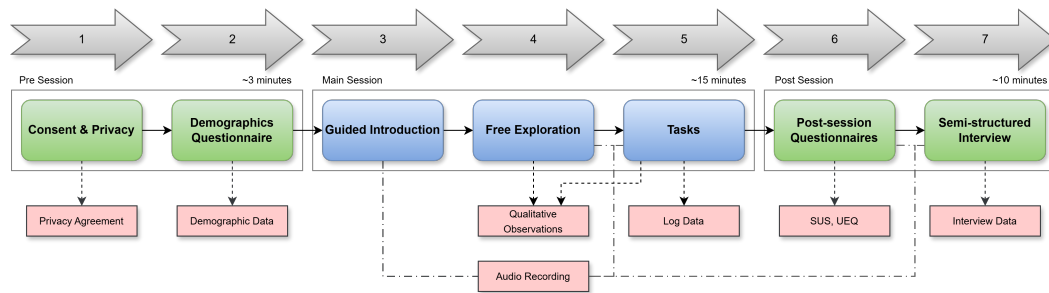 1
2
3
4
5
6
7
Pre Session
~3 minutes
Main Session
~15 minutes
Post Session
~10 minutes
Consent & Privacy
Demographics
Questionnaire
Guided Introduction
Free Exploration
Tasks
Post-session
Questionnaires
Semi-structured
Interview
Privacy Agreement
Demographic Data
Qualitative
Observations
Log Data
SUS, UEQ
Interview Data
Audio Recording